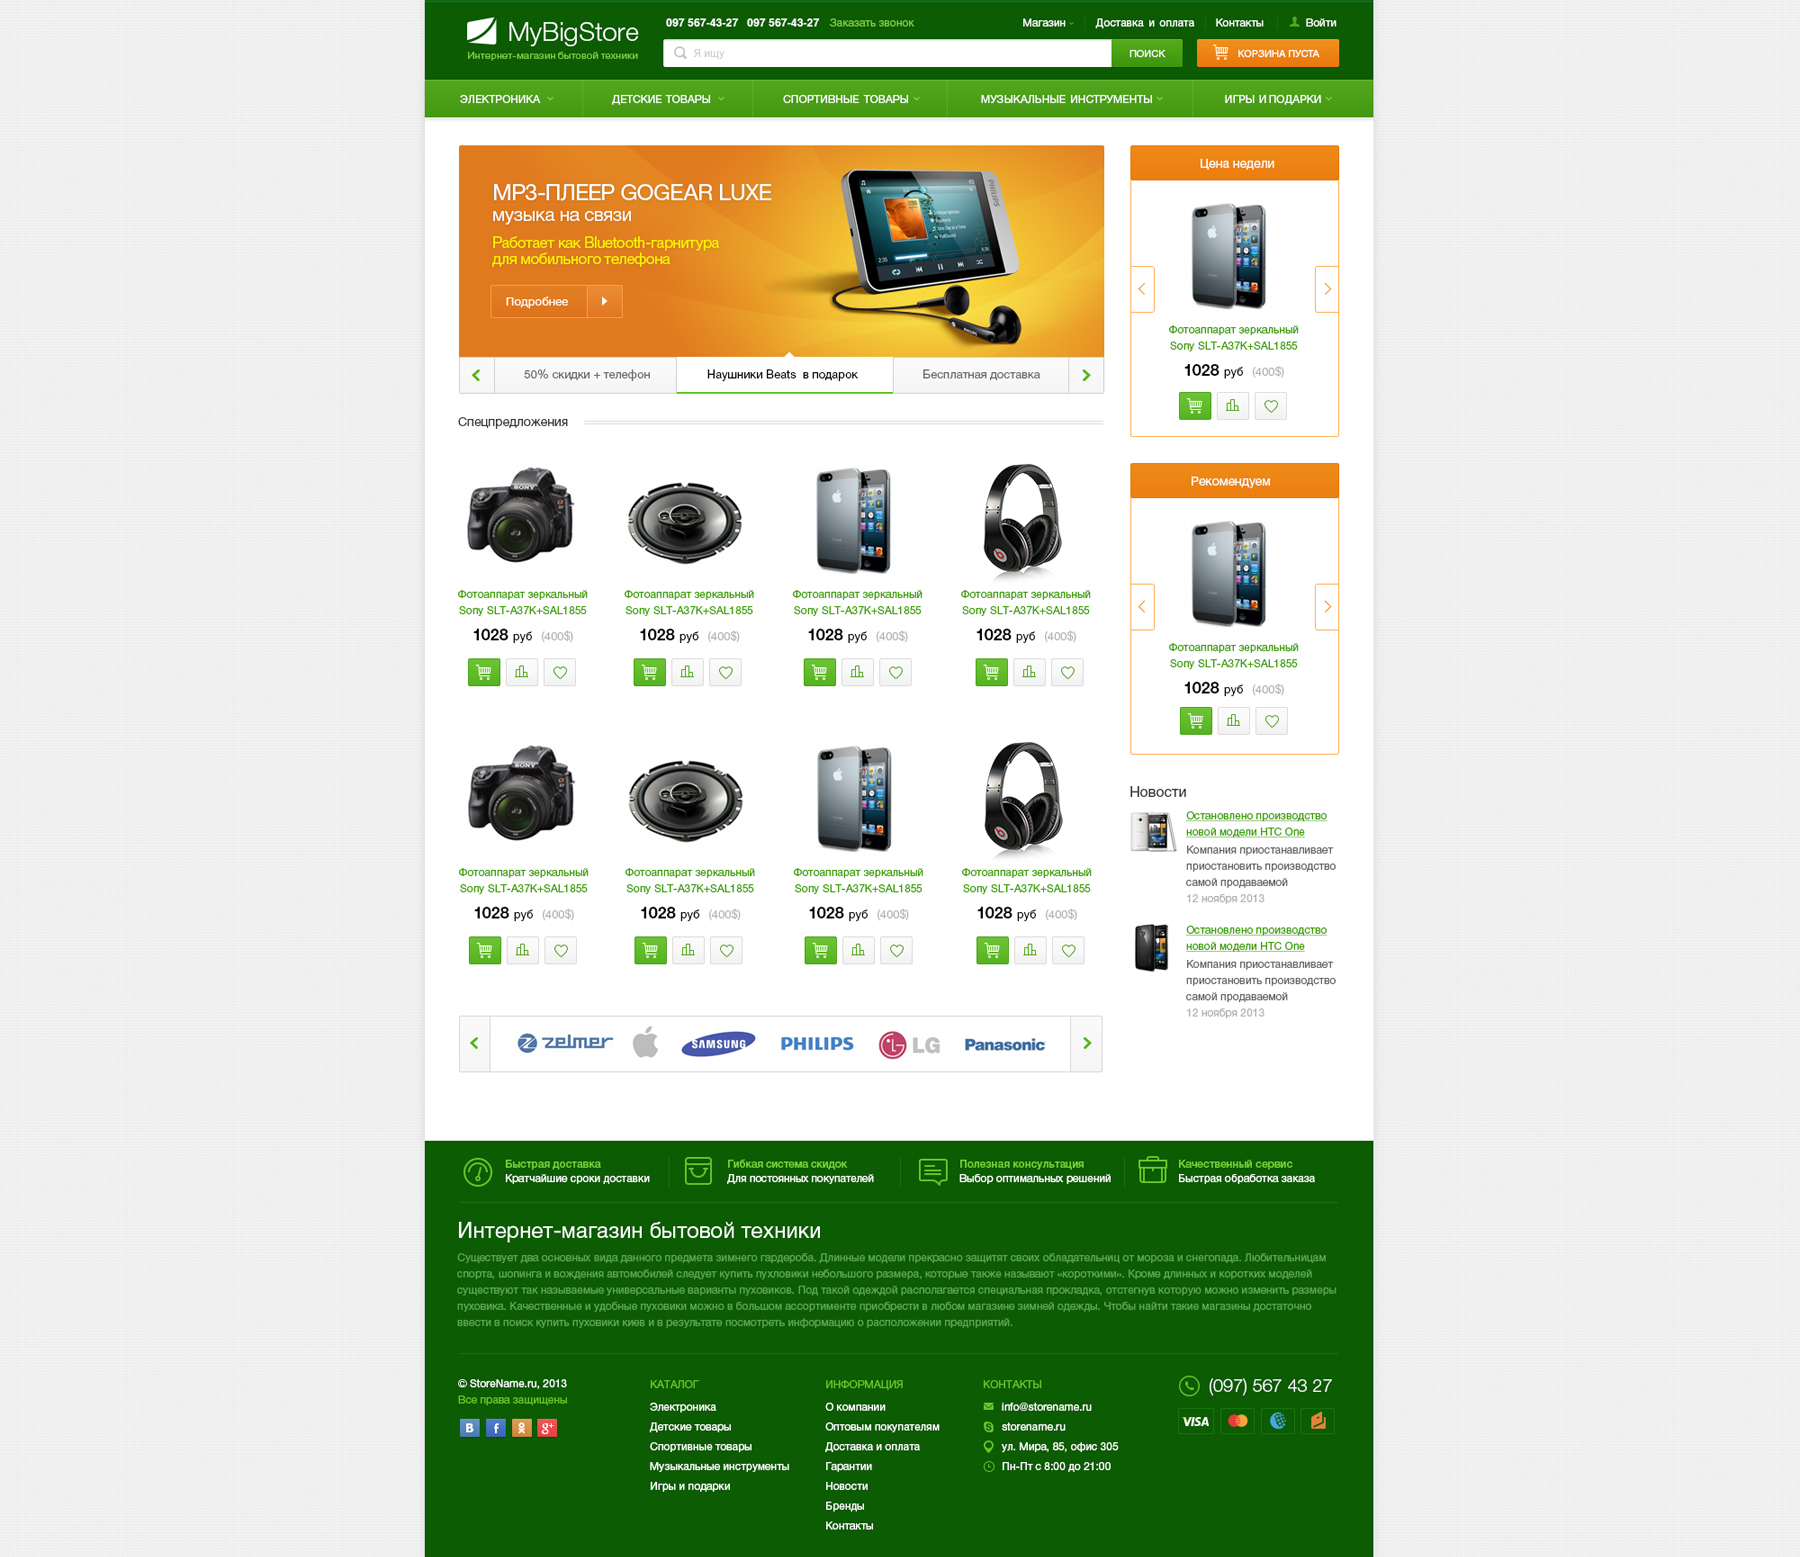 097 567-43-27 097 567-43-27 Заказать звонок
Магазин Доставка и оплата Контакты Войти
MyBigStore
Интернет-магазин бытовой техники
Я ищу
ПОИСК
КОРЗИНА ПУСТА
ЭЛЕКТРОНИКА ДЕТСКИЕ ТОВАРЫ СПОРТИВНЫЕ ТОВАРЫ МУЗЫКАЛЬНЫЕ ИНСТРУМЕНТЫ ИГРЫ И ПОДАРКИ
МР3-ПЛЕЕР GOGEAR LUXE
музыка на связи
Работает как Bluetooth-гарнитура
для мобильного телефона
Подробнее
PHILIPS
50% скидки + телефон Наушники Beats в подарок Бесплатная доставка
Цена недели
Фотоаппарат зеркальный
Sony SLT-A37K+SAL1855
1028 руб (400$)
Спецпредложения
SONY
Фотоаппарат зеркальный Фотоаппарат зеркальный Фотоаппарат зеркальный Фотоаппарат зеркальный
Sony SLT-A37K+SAL1855 Sony SLT-A37K+SAL1855 Sony SLT-A37K+SAL1855 Sony SLT-A37K+SAL1855
1028 руб (400$) 1028 руб (400$) 1028 руб (400$) 1028 руб (400$)
Рекомендуем
Фотоаппарат зеркальный
Sony SLT-A37K+SAL1855
1028 руб (400$)
SONY
Фотоаппарат зеркальный Фотоаппарат зеркальный Фотоаппарат зеркальный Фотоаппарат зеркальный
Sony SLT-A37K+SAL1855 Sony SLT-A37K+SAL1855 Sony SLT-A37K+SAL1855 Sony SLT-A37K+SAL1855
1028 руб (400$) 1028 руб (400$) 1028 руб (400$) 1028 руб (400$)
Новости
Остановлено производство
новой модели HTC One
Компания приостанавливает
приостановить производство
самой продаваемой
12 ноября 2013
Остановлено производство
новой модели HTC One
Компания приостанавливает
приостановить производство
самой продаваемой
12 ноября 2013
zelmer SAMSUNG PHILIPS LG Panasonic
Быстрая доставка
Кратчайшие сроки доставки
Гибкая система скидок
Для постоянных покупателей
Полезная консультация
Выбор оптимальных решений
Качественный сервис
Быстрая обработка заказа
Интернет-магазин бытовой техники
Существует два основных вида данного предмета зимнего гардероба. Длинные модели прекрасно защитят своих обладательниц от мороза и снегопада. Любительницам
спорта, шопинга и вождения автомобилей следует купить пухловики небольшого размера, которые также называют «короткими». Кроме длинных и коротких моделей
существуют так называемые универсальные варианты пуховиков. Под такой одеждой располагается специальная прокладка, отстегнув которую можно изменить размеры
пуховика. Качественные и удобные пуховики можно в большом ассортименте приобрести в любом магазине зимней одежды. Чтобы найти такие магазины достаточно
ввести в поиск купить пуховики киев и в результате посмотреть информацию о расположении предприятий.
© StoreName.ru, 2013
Все права защищены
В f g+
КАТАЛОГ
Электроника
Детские товары
Спортивные товары
Музыкальные инструменты
Игры и подарки
ИНФОРМАЦИЯ
О компании
Оптовым покупателям
Доставка и оплата
Гарантии
Новости
Бренды
Контакты
КОНТАКТЫ
info@storename.ru
storename.ru
ул. Мира, 85, офис 305
Пн-Пт с 8:00 до 21:00
(097) 567 43 27
VISA